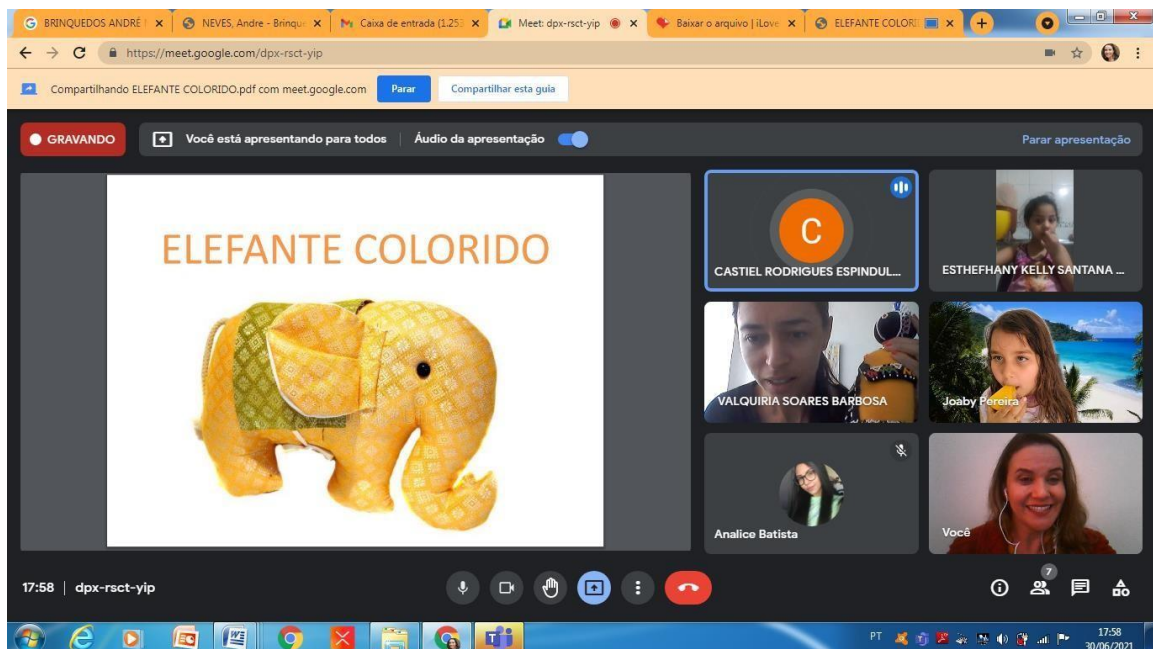 BRINQUEDOS ANDRÉ
NEVES, Andre - Brinqu
Caixa de entrada (1.25
Meet: dpx-rsct-yip
Baixar o arquivo | iLove
ELEFANTE COLORI
https://meet.google.com/dpx-rsct-yip
Compartilhando ELEFANTE COLORIDO.pdf com meet.google.com
Parar
Compartilhar esta guia
GRAVANDO
Você está apresentando para todos
Áudio da apresentação
Parar apresentação
ELEFANTE COLORIDO
C
CASTIEL RODRIGUES ESPINDUL...
ESTHEFHANY KELLY SANTANA ...
VALQUIRIA SOARES BARBOSA
Joaby Pereira
Analice Batista
Você
17:58 | dpx-rsct-yip
7
PT
17:58
30/06/2021